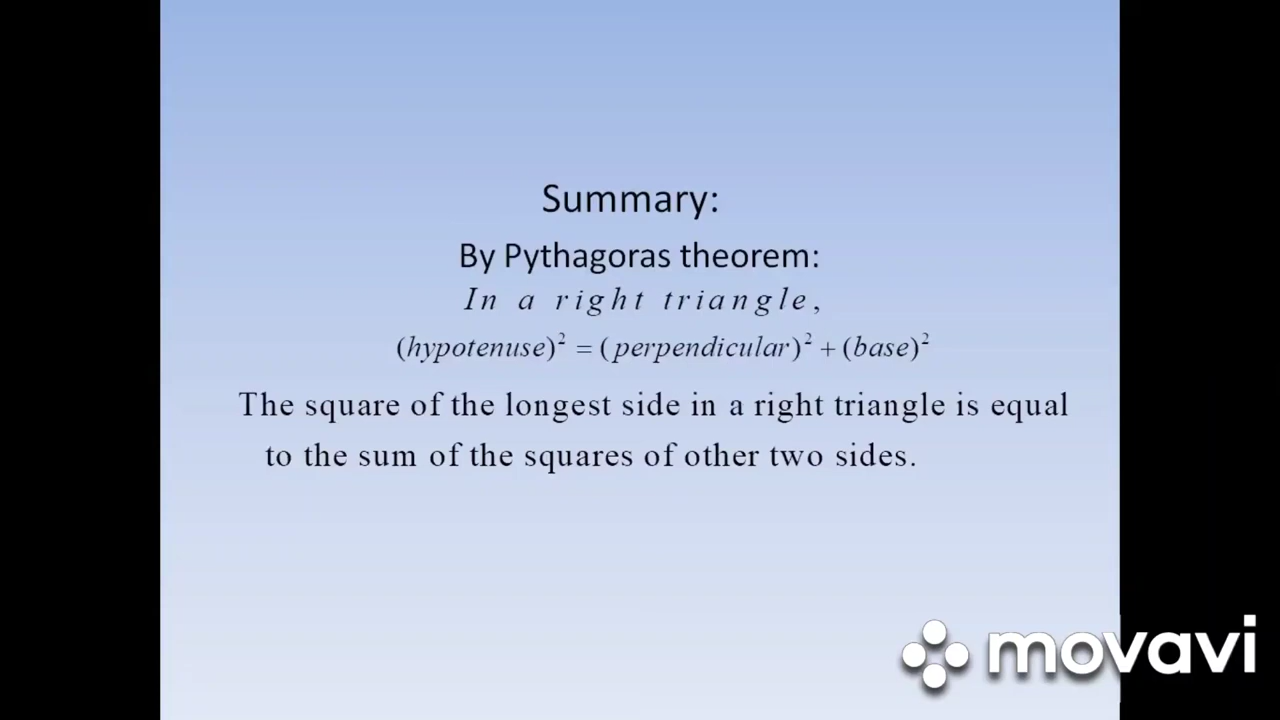 Summary:
By Pythagoras theorem:
In a right triangle,
(hypotenuse)² = (perpendicular)² + (base)²
The square of the longest side in a right triangle is equal
to the sum of the squares of other two sides.
movavi